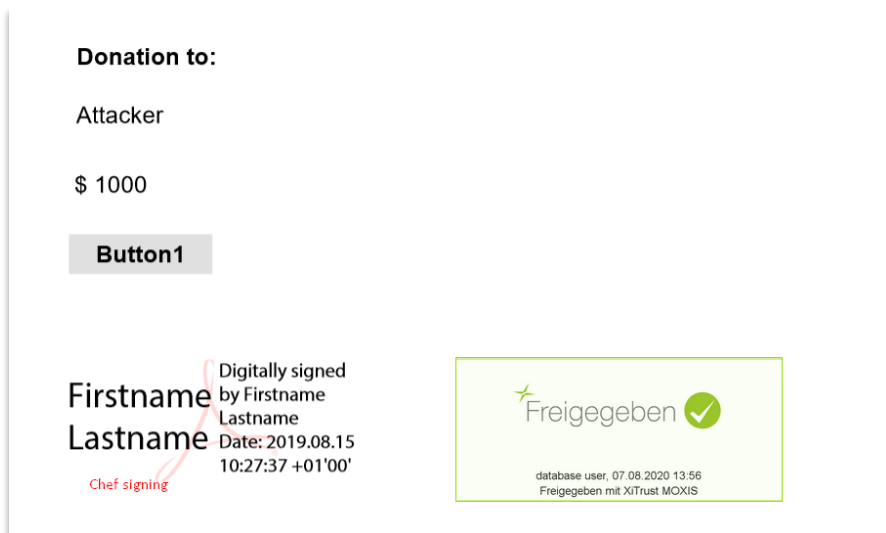 Donation to:
Attacker
$ 1000
Button1
Firstname
Lastname
Digitally signed
by Firstname
Lastname
Date: 2019.08.15
10:27:37 +01'00'
Chef signing
Freigegeben
database user, 07.08.2020 13:56
Freigegeben mit XiTrust MOXIS